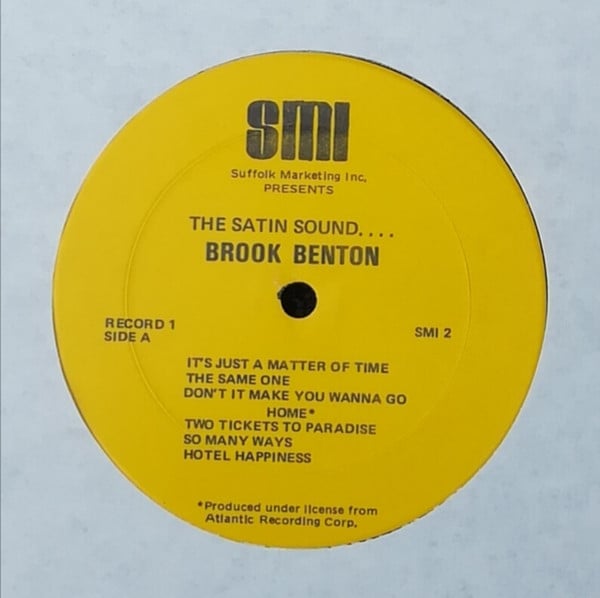 SMI
Suffolk Marketing Inc.
PRESENTS
THE SATIN SOUND....
BROOK BENTON
RECORD 1
SIDE A
SMI 2
IT'S JUST A MATTER OF TIME
THE SAME ONE
DON'T IT MAKE YOU WANNA GO
HOME*
TWO TICKETS TO PARADISE
SO MANY WAYS
HOTEL HAPPINESS
*Produced under license from
Atlantic Recording Corp.